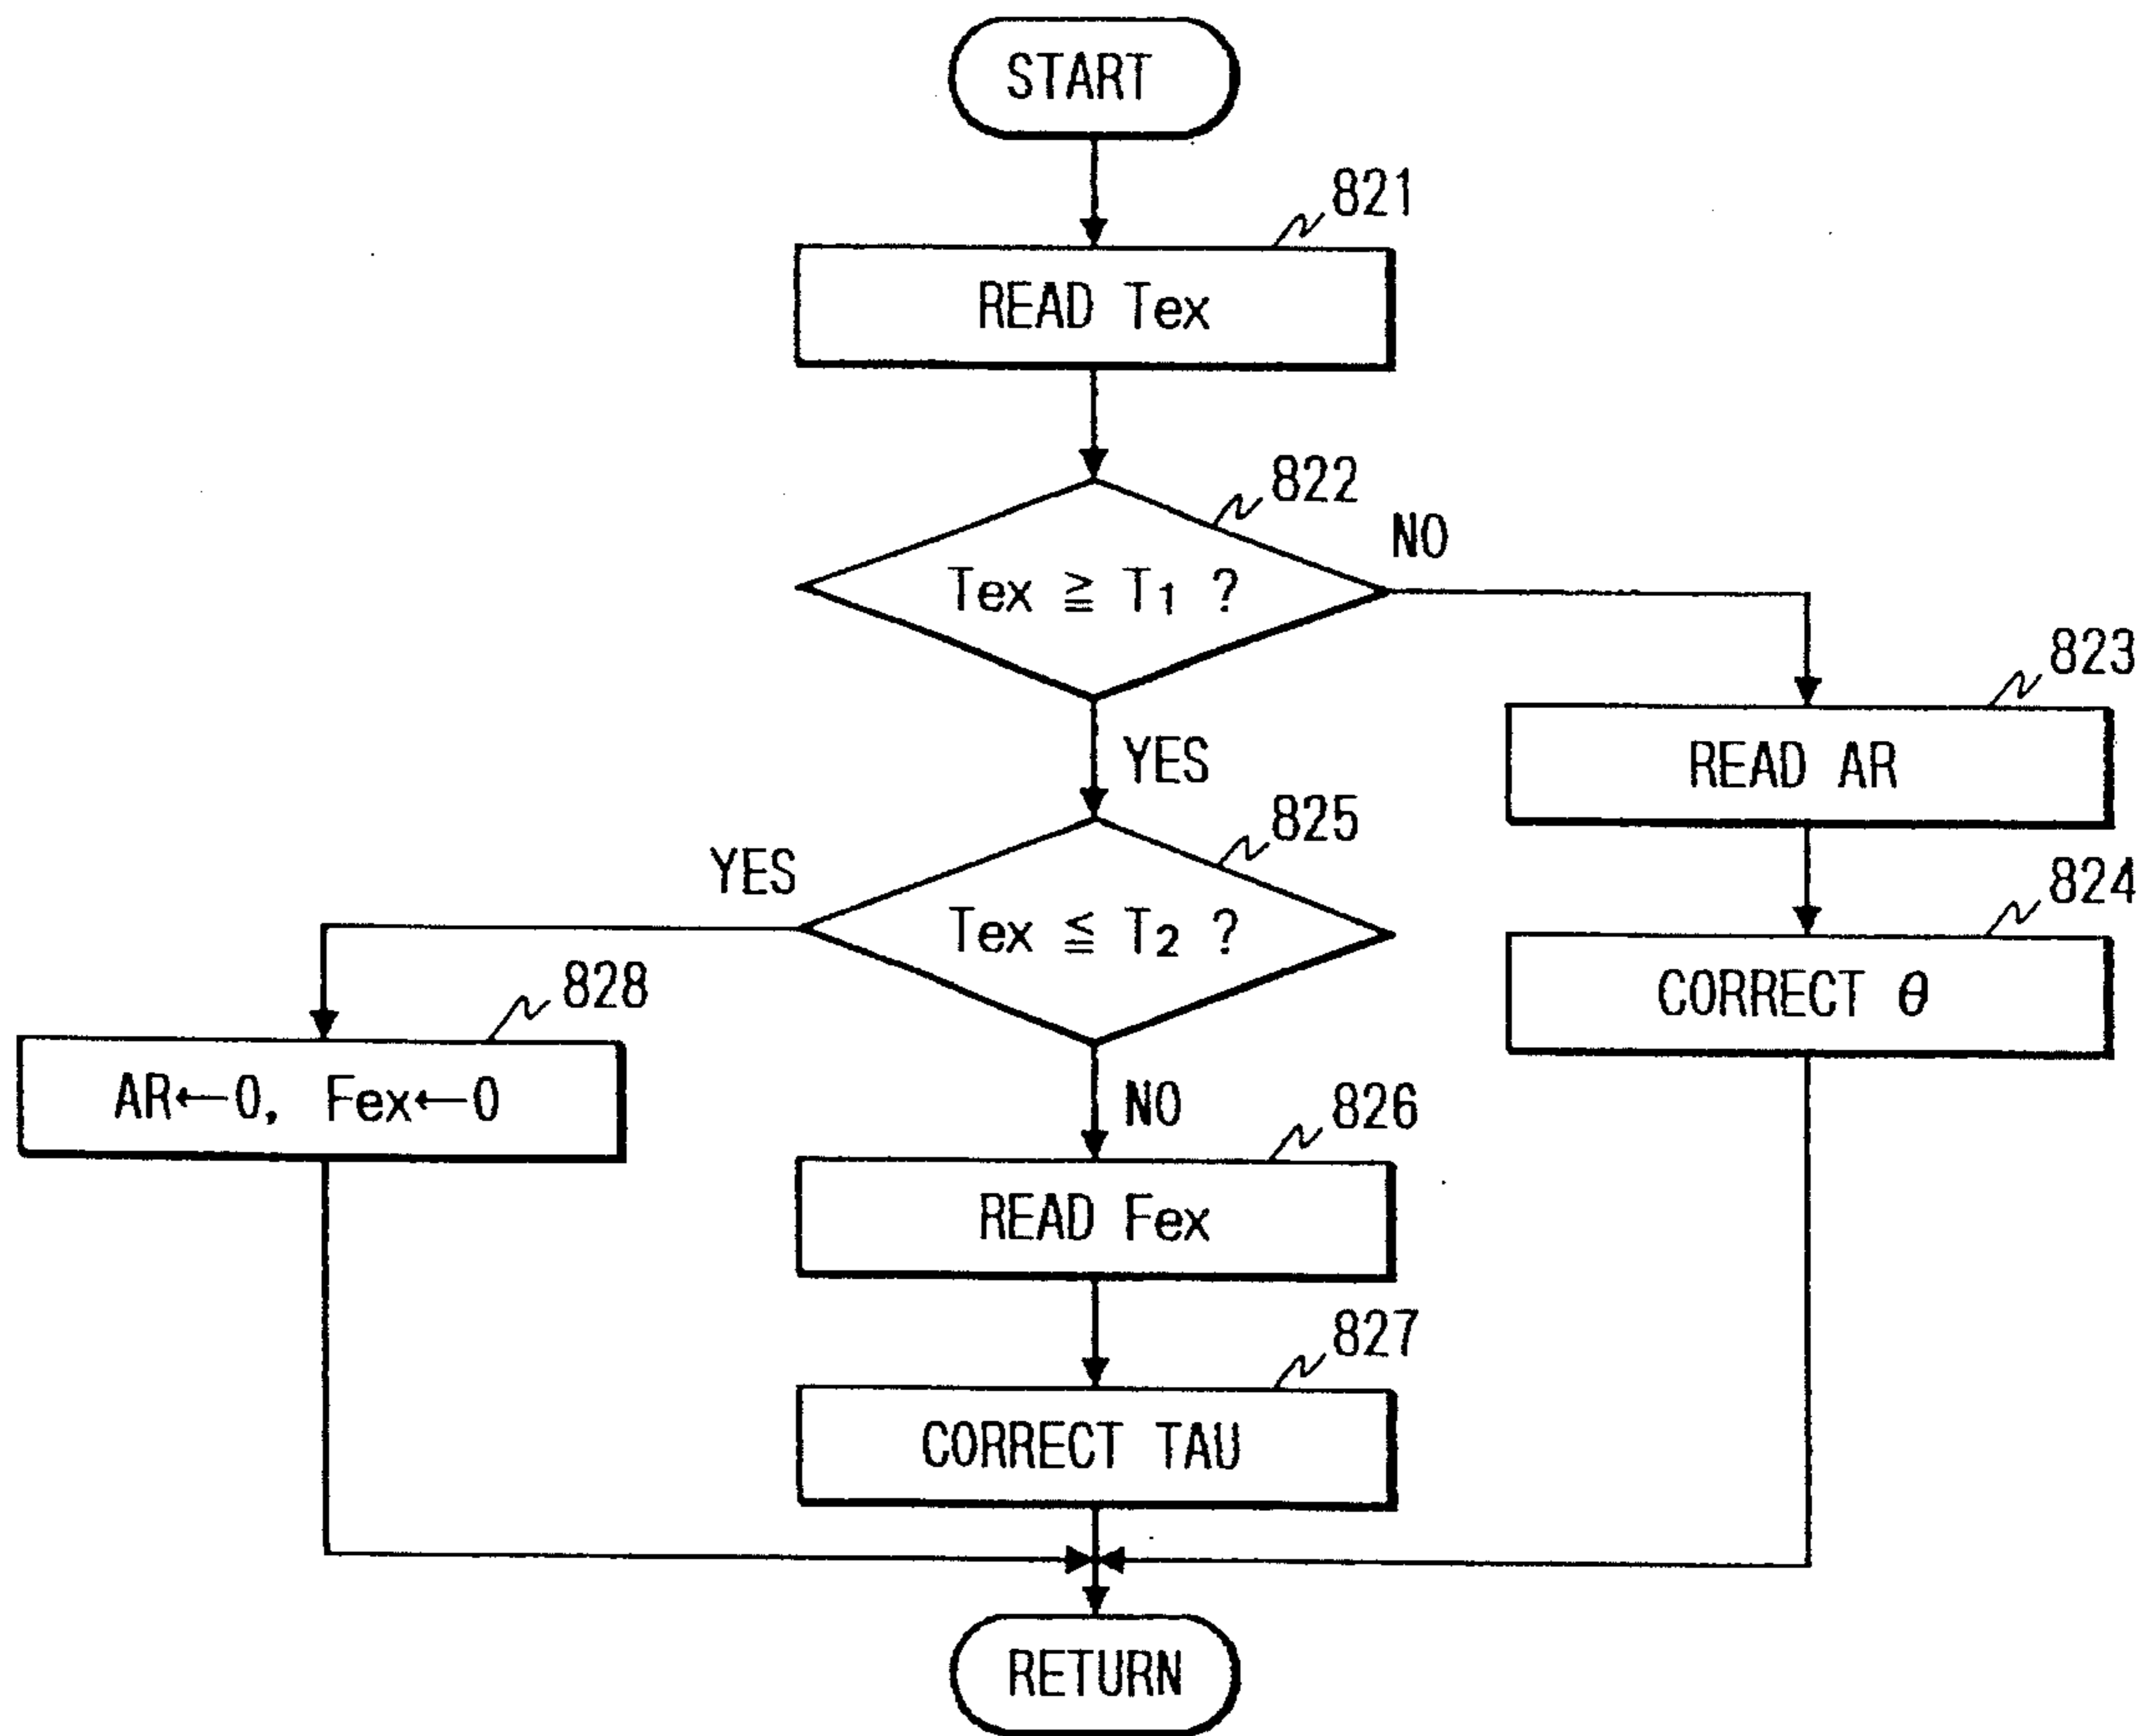 START
821
READ Tex
822
Tex ≧ T₁ ?
NO
YES
823
READ AR
825
YES
Tex ≦ T₂ ?
824
CORRECT θ
828
AR←0, Fex←0
NO
826
READ Fex
827
CORRECT TAU
RETURN